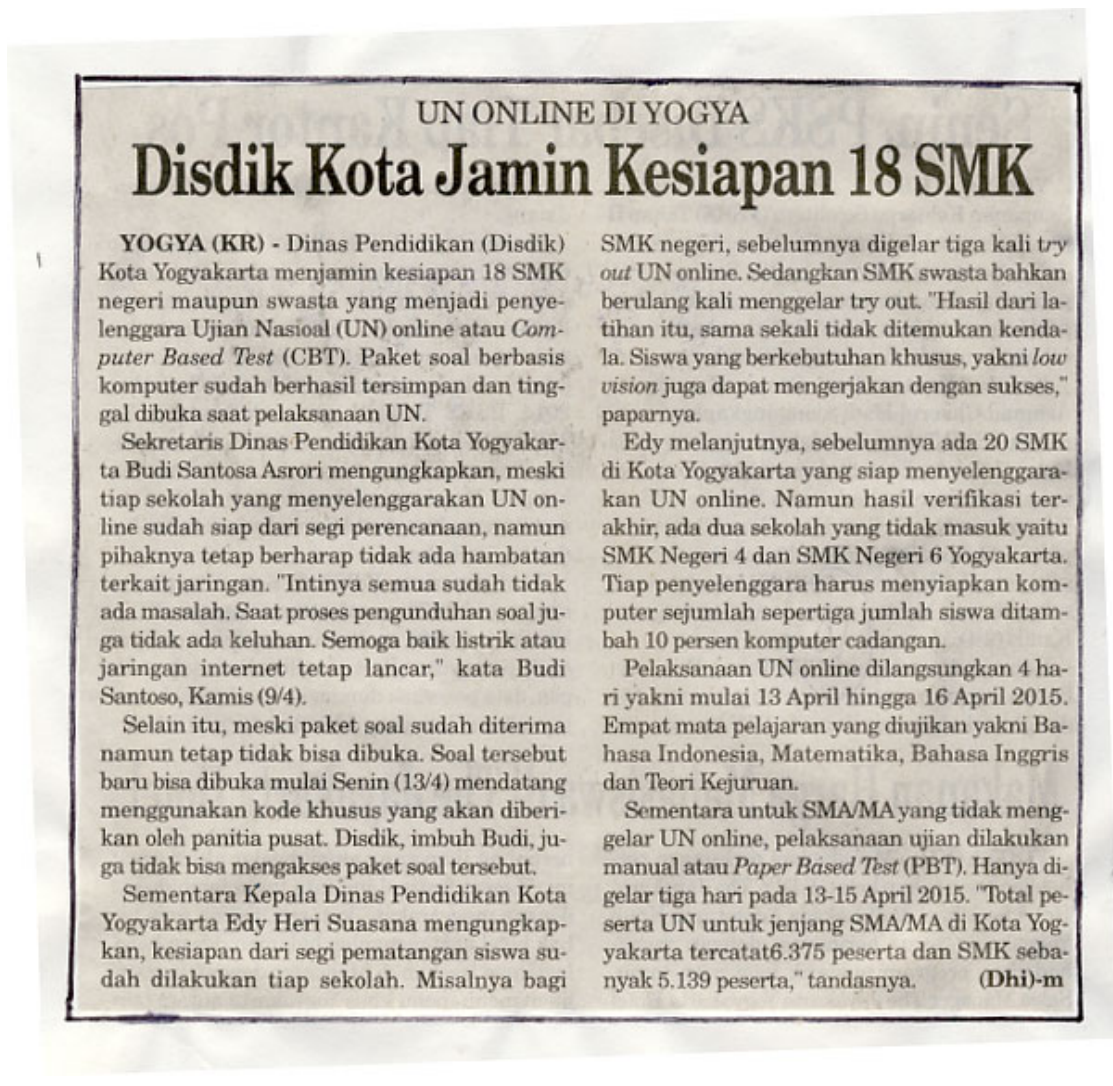 UN ONLINE DI YOGYA
Disdik Kota Jamin Kesiapan 18 SMK
YOGYA (KR) - Dinas Pendidikan (Disdik)
Kota Yogyakarta menjamin kesiapan 18 SMK
negeri maupun swasta yang menjadi penye-
lenggara Ujian Nasioal (UN) online atau Com-
puter Based Test (CBT). Paket soal berbasis
komputer sudah berhasil tersimpan dan ting-
gal dibuka saat pelaksanaan UN.
Sekretaris Dinas Pendidikan Kota Yogyakar-
ta Budi Santosa Asrori mengungkapkan, meski
tiap sekolah yang menyelenggarakan UN on-
line sudah siap dari segi perencanaan, namun
pihaknya tetap berharap tidak ada hambatan
terkait jaringan. "Intinya semua sudah tidak
ada masalah. Saat proses pengunduhan soal ju-
ga tidak ada keluhan. Semoga baik listrik atau
jaringan internet tetap lancar," kata Budi
Santoso, Kamis (9/4).
Selain itu, meski paket soal sudah diterima
namun tetap tidak bisa dibuka. Soal tersebut
baru bisa dibuka mulai Senin (13/4) mendatang
menggunakan kode khusus yang akan diberi-
kan oleh panitia pusat. Disdik, imbuh Budi, ju-
ga tidak bisa mengakses paket soal tersebut.
Sementara Kepala Dinas Pendidikan Kota
Yogyakarta Edy Heri Suasana mengungkap-
kan, kesiapan dari segi pematangan siswa su-
dah dilakukan tiap sekolah. Misalnya bagi
SMK negeri, sebelumnya digelar tiga kali try
out UN online. Sedangkan SMK swasta bahkan
berulang kali menggelar try out. "Hasil dari la-
tihan itu, sama sekali tidak ditemukan kenda-
la. Siswa yang berkebutuhan khusus, yakni low
vision juga dapat mengerjakan dengan sukses,"
paparnya.
Edy melanjutnya, sebelumnya ada 20 SMK
di Kota Yogyakarta yang siap menyelenggara-
kan UN online. Namun hasil verifikasi ter-
akhir, ada dua sekolah yang tidak masuk yaitu
SMK Negeri 4 dan SMK Negeri 6 Yogyakarta.
Tiap penyelenggara harus menyiapkan kom-
puter sejumlah sepertiga jumlah siswa ditam-
bah 10 persen komputer cadangan.
Pelaksanaan UN online dilangsungkan 4 ha-
ri yakni mulai 13 April hingga 16 April 2015.
Empat mata pelajaran yang diujikan yakni Ba-
hasa Indonesia, Matematika, Bahasa Inggris
dan Teori Kejuruan.
Sementara untuk SMA/MA yang tidak meng-
gelar UN online, pelaksanaan ujian dilakukan
manual atau Paper Based Test (PBT). Hanya di-
gelar tiga hari pada 13-15 April 2015. "Total pe-
serta UN untuk jenjang SMA/MA di Kota Yog-
yakarta tercatat6.375 peserta dan SMK seba-
nyak 5.139 peserta," tandasnya. (Dhi)-m